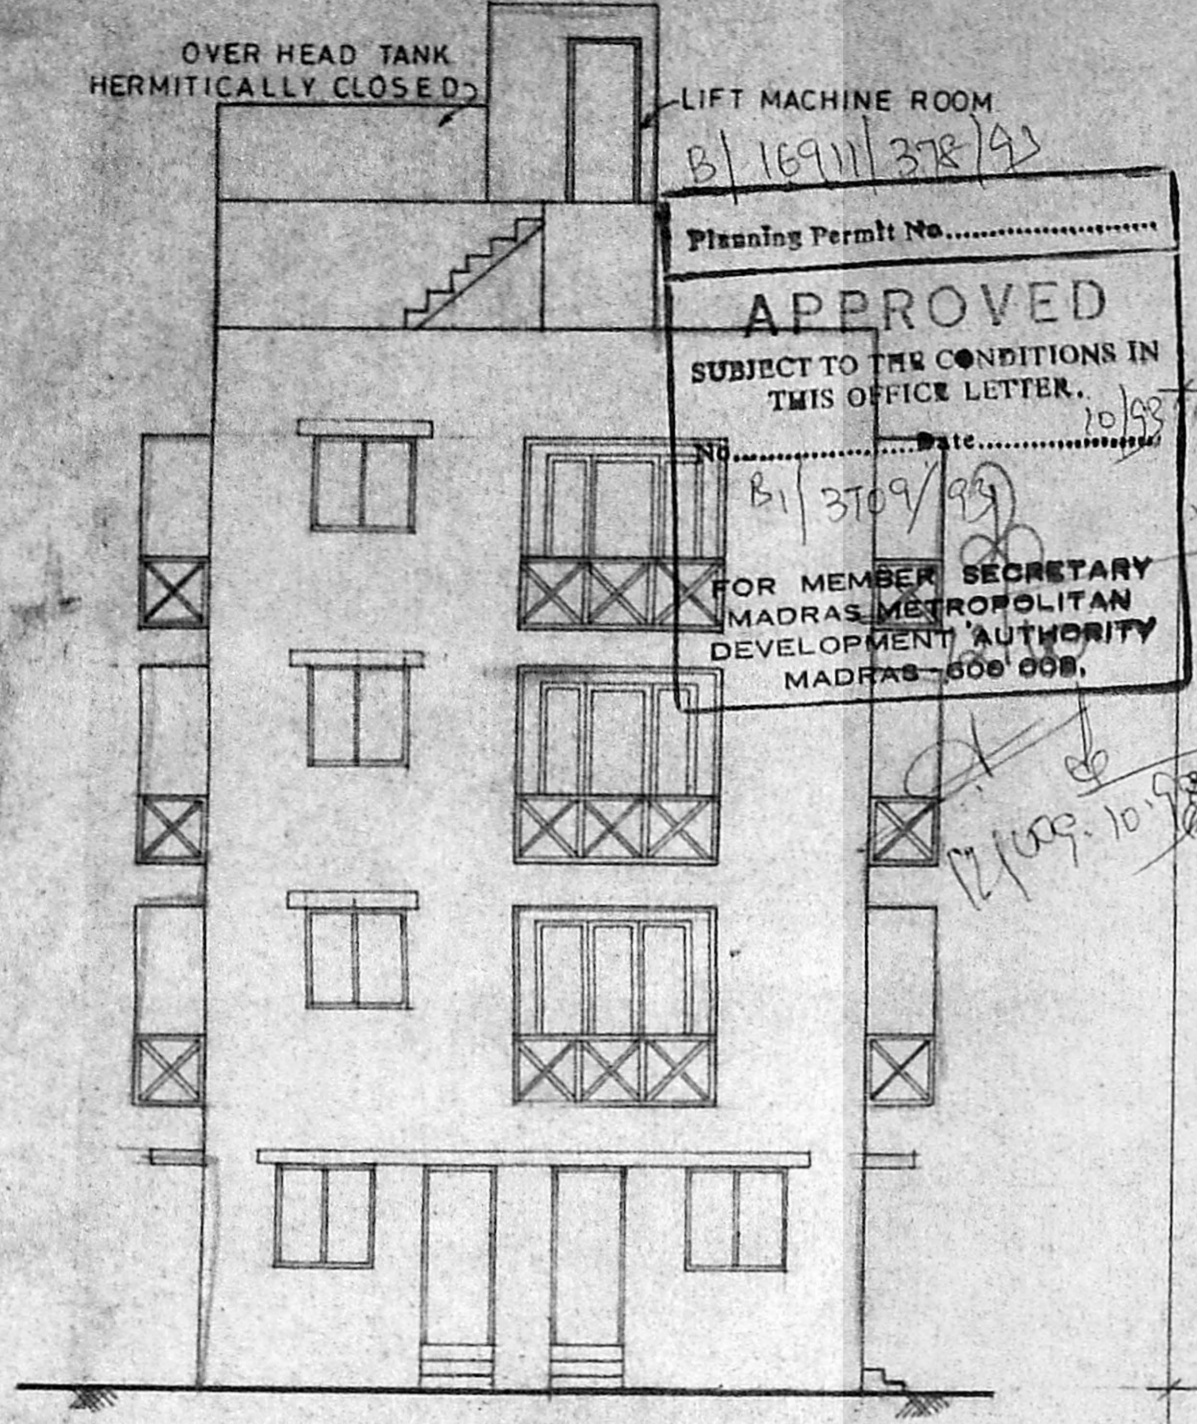 OVER HEAD TANK
HERMITICALLY CLOSED
LIFT MACHINE ROOM
B/16911/378/93
Planning Permit No.......................
APPROVED
SUBJECT TO THE CONDITIONS IN
THIS OFFICE LETTER.
No....................Date.................... 10/93
B1/3709/93
FOR MEMBER SECRETARY
MADRAS METROPOLITAN
DEVELOPMENT AUTHORITY
MADRAS-600 008.